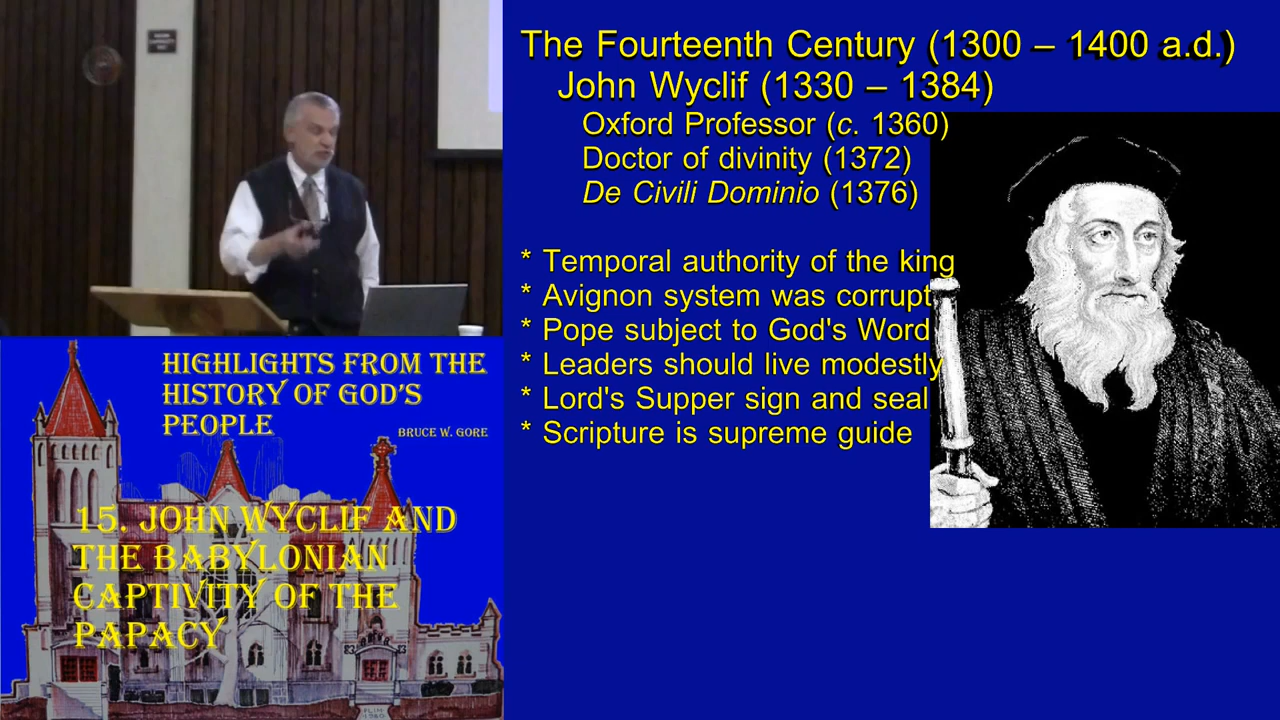 The Fourteenth Century (1300 – 1400 a.d.)
John Wyclif (1330 – 1384)
Oxford Professor (c. 1360)
Doctor of divinity (1372)
De Civili Dominio (1376)
* Temporal authority of the king
* Avignon system was corrupt
* Pope subject to God's Word
* Leaders should live modestly
* Lord's Supper sign and seal
* Scripture is supreme guide
HIGHLIGHTS FROM THE
HISTORY OF GOD'S
PEOPLE
BRUCE W. GORE
15. JOHN WYCLIF AND
THE BABYLONIAN
CAPTIVITY OF THE
PAPACY